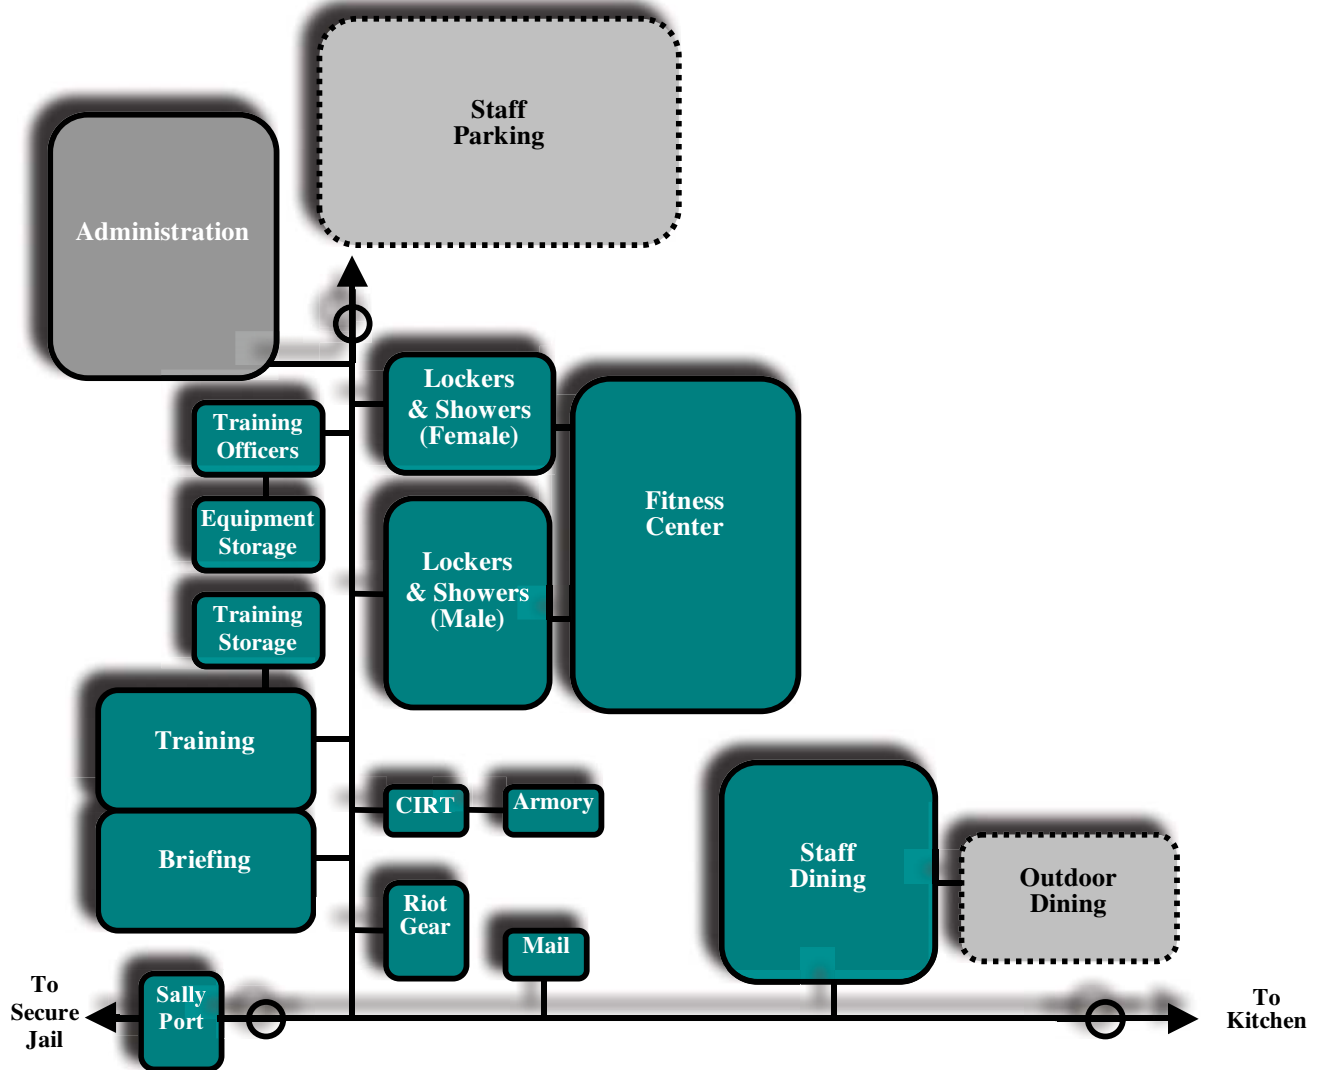 Staff
Parking
Administration
Lockers
& Showers
(Female)
Training
Officers
Equipment
Storage
Fitness
Center
Lockers
& Showers
(Male)
Training
Storage
Training
CIRT
Armory
Briefing
Staff
Dining
Outdoor
Dining
Riot
Gear
Mail
To
Secure
Jail
Sally
Port
To
Kitchen